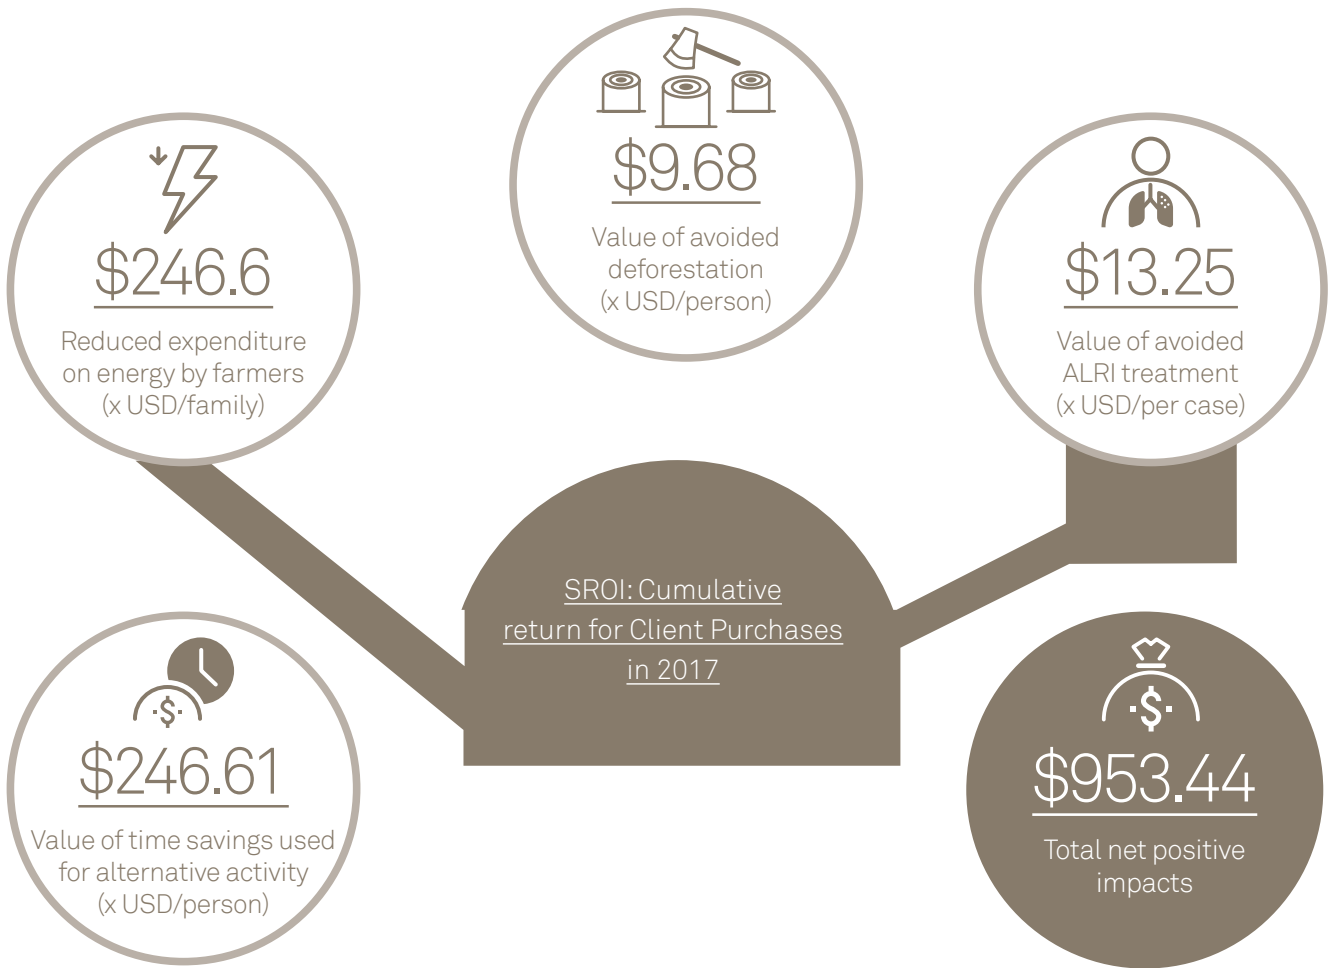 $9.68
Value of avoided
deforestation
(x USD/person)
$246.6
Reduced expenditure
on energy by farmers
(x USD/family)
$13.25
Value of avoided
ALRI treatment
(x USD/per case)
SROI: Cumulative
return for Client Purchases
in 2017
$
$246.61
Value of time savings used
for alternative activity
(x USD/person)
$
$953.44
Total net positive
impacts